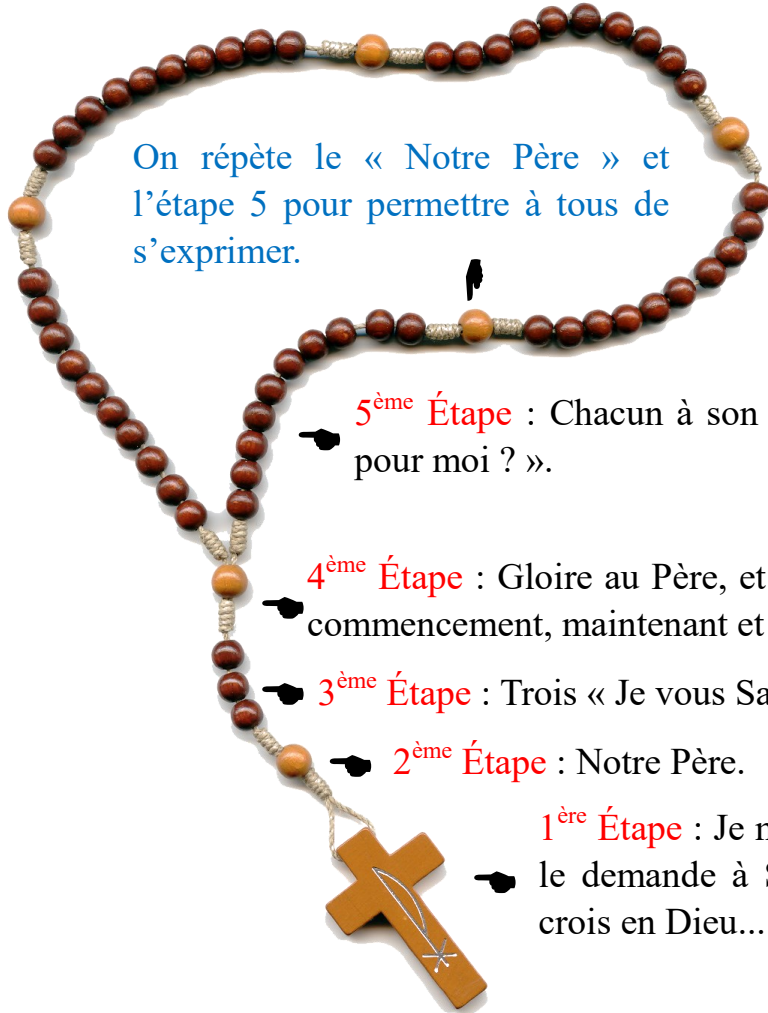 On répète le « Notre Père » et
l’étape 5 pour permettre à tous de
s’exprimer.
5ème Étape : Chacun à son
pour moi ? ».
4ème Étape : Gloire au Père, et
commencement, maintenant et
3ème Étape : Trois « Je vous Sa
2ème Étape : Notre Père.
1ère Étape : Je
le demande à
crois en Dieu...